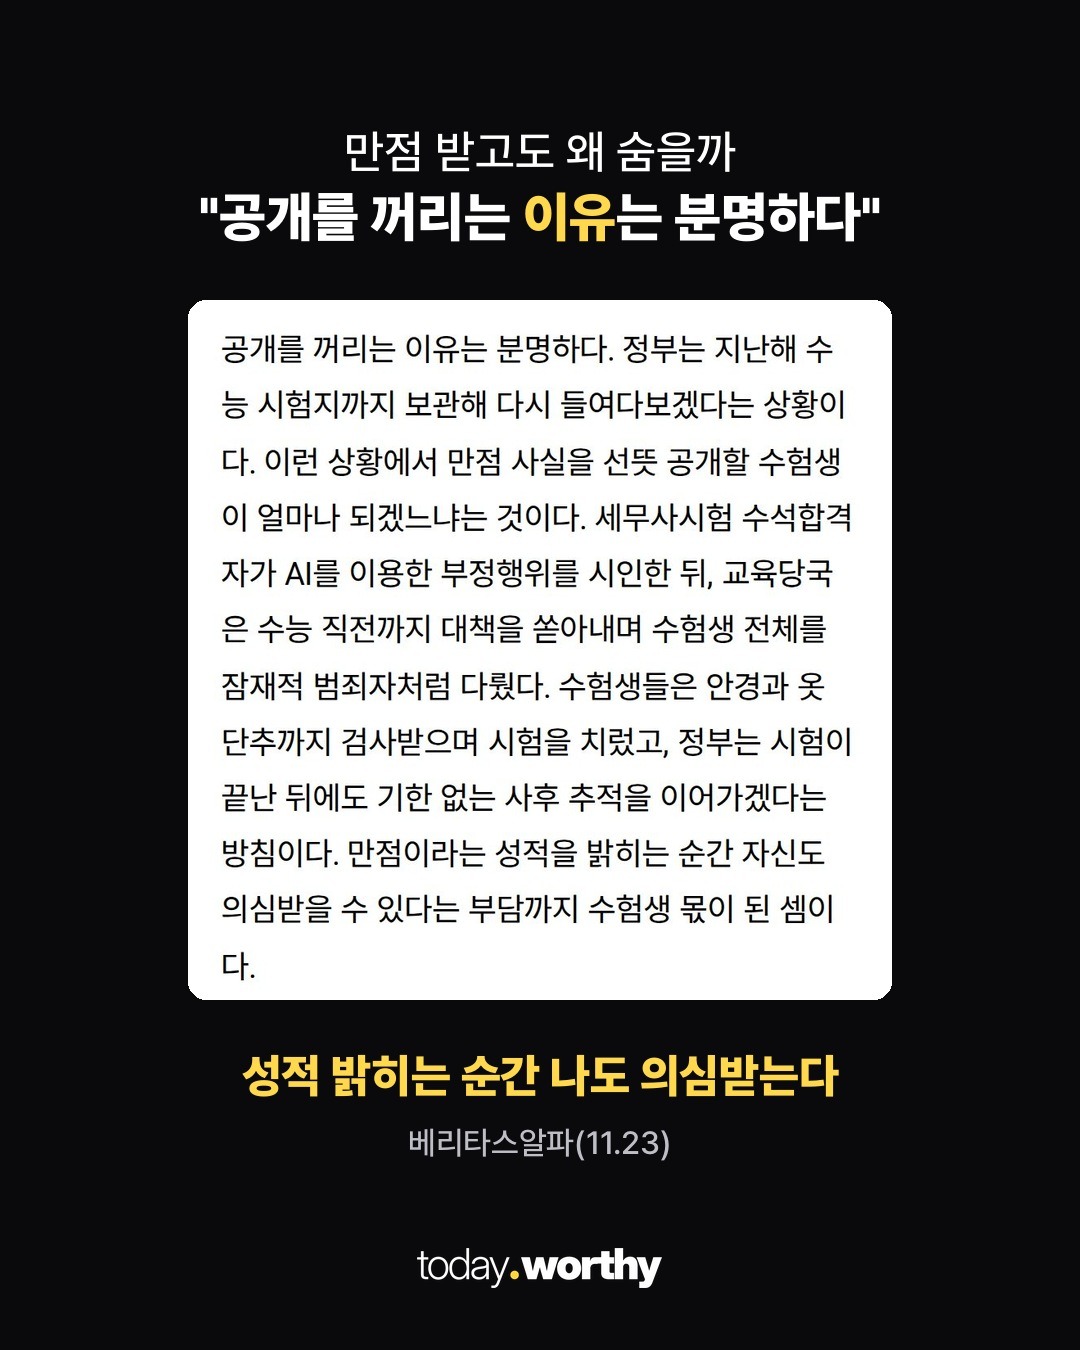 만점 받고도 왜 숨을까
"공개를 꺼리는 이유는 분명하다"
공개를 꺼리는 이유는 분명하다. 정부는 지난해 수
능 시험지까지 보관해 다시 들여다보겠다는 상황이
다. 이런 상황에서 만점 사실을 선뜻 공개할 수험생
이 얼마나 되겠느냐는 것이다. 세무사시험 수석합격
자가 AI를 이용한 부정행위를 시인한 뒤, 교육당국
은 수능 직전까지 대책을 쏟아내며 수험생 전체를
잠재적 범죄자처럼 다뤘다. 수험생들은 안경과 옷
단추까지 검사받으며 시험을 치렀고, 정부는 시험이
끝난 뒤에도 기한 없는 사후 추적을 이어가겠다는
방침이다. 만점이라는 성적을 밝히는 순간 자신도
의심받을 수 있다는 부담까지 수험생 몫이 된 셈이
다.
성적 밝히는 순간 나도 의심받는다
베리타스알파(11.23)
today.worthy